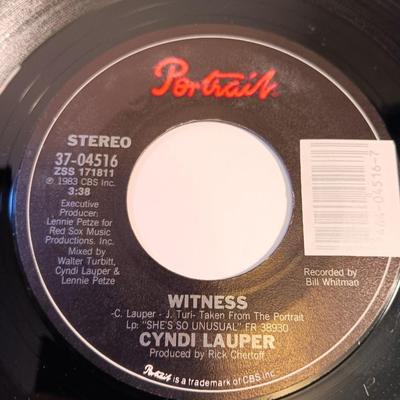 Portrait
STEREO
37-04516
ZSS 171811
℗ 1983 CBS Inc.
3:38
Executive
Producer:
Lennie Petze for
Red Sox Music
Productions. Inc.
Mixed by
Walter Turbitt,
Cyndi Lauper &
Lennie Petze
Recorded by
Bill Whitman
WITNESS
-C. Lauper - J. Turi- Taken From The Portrait
Lp: "SHE'S SO UNUSUAL" FR 38930
CYNDI LAUPER
Produced by Rick Chertoff
Portrait is a trademark of CBS Inc.